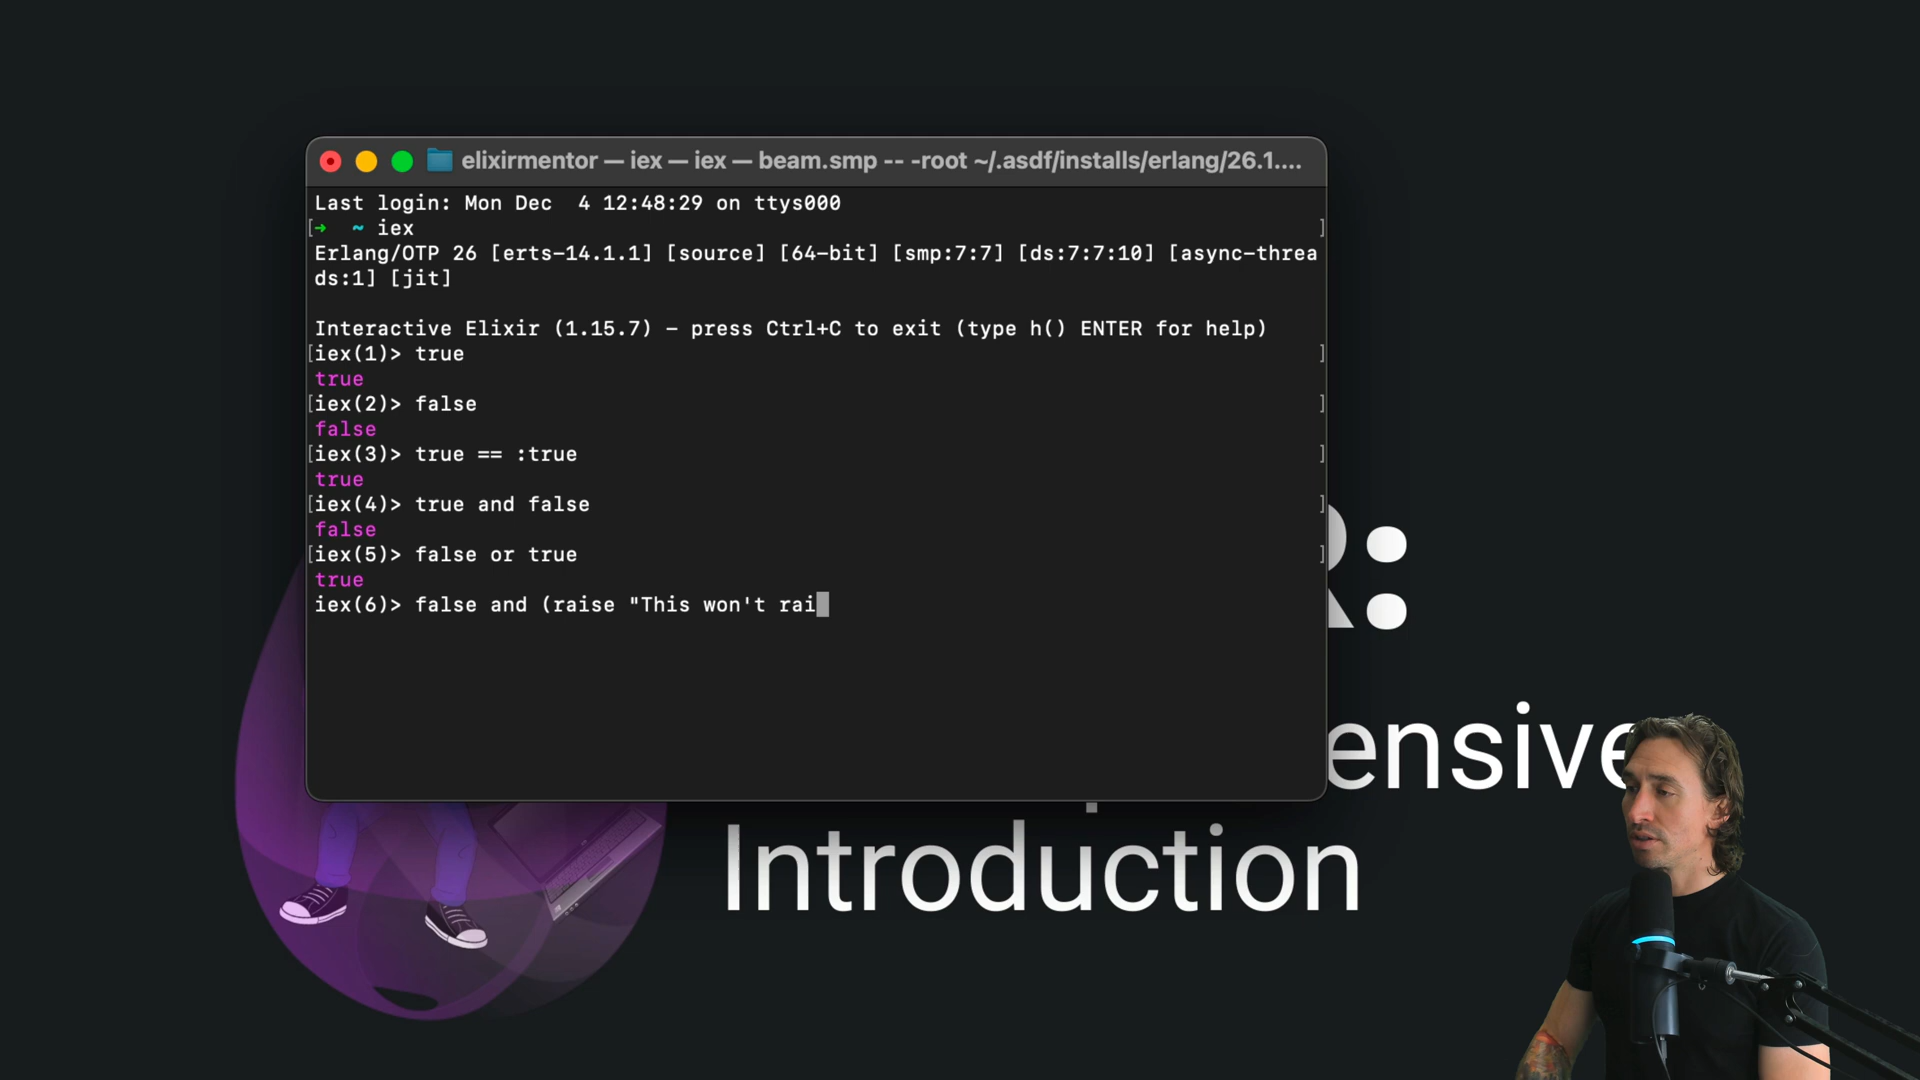 elixirmentor — iex — iex — beam.smp -- -root ~/.asdf/installs/erlang/26.1....
Last login: Mon Dec  4 12:48:29 on ttys000
[→  ~ iex ]
Erlang/OTP 26 [erts-14.1.1] [source] [64-bit] [smp:7:7] [ds:7:7:10] [async-threa
ds:1] [jit]
Interactive Elixir (1.15.7) - press Ctrl+C to exit (type h() ENTER for help)
[iex(1)> true ]
true
[iex(2)> false ]
false
[iex(3)> true == :true ]
true
[iex(4)> true and false ]
false
[iex(5)> false or true ]
true
iex(6)> false and (raise "This won't rai
R:
ensive
Introduction